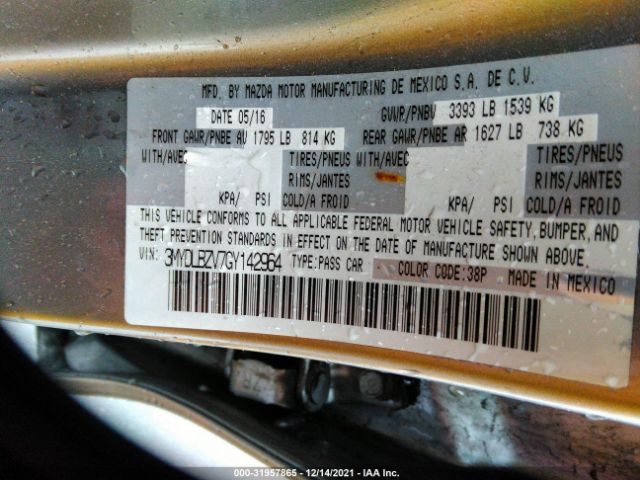 MFD. BY MAZDA MOTOR MANUFACTURING DE MEXICO S.A. DE C.V.
DATE 05/16 GVWR/PNBV 3393 LB 1539 KG
FRONT GAWR/PNBE AV 1795 LB 814 KG REAR GAWR/PNBE AR 1627 LB 738 KG
WITH/AVEC TIRES/PNEUS WITH/AVEC TIRES/PNEUS
RIMS/JANTES RIMS/JANTES
KPA/ PSI COLD/A FROID KPA/ PSI COLD/A FROID
THIS VEHICLE CONFORMS TO ALL APPLICABLE FEDERAL MOTOR VEHICLE SAFETY, BUMPER, AND
THEFT PREVENTION STANDARDS IN EFFECT ON THE DATE OF MANUFACTURE SHOWN ABOVE.
VIN: 3MYDLBZV7GY142964 TYPE:PASS CAR COLOR CODE:38P MADE IN MEXICO
000-31957865 - 12/14/2021 - IAA Inc.